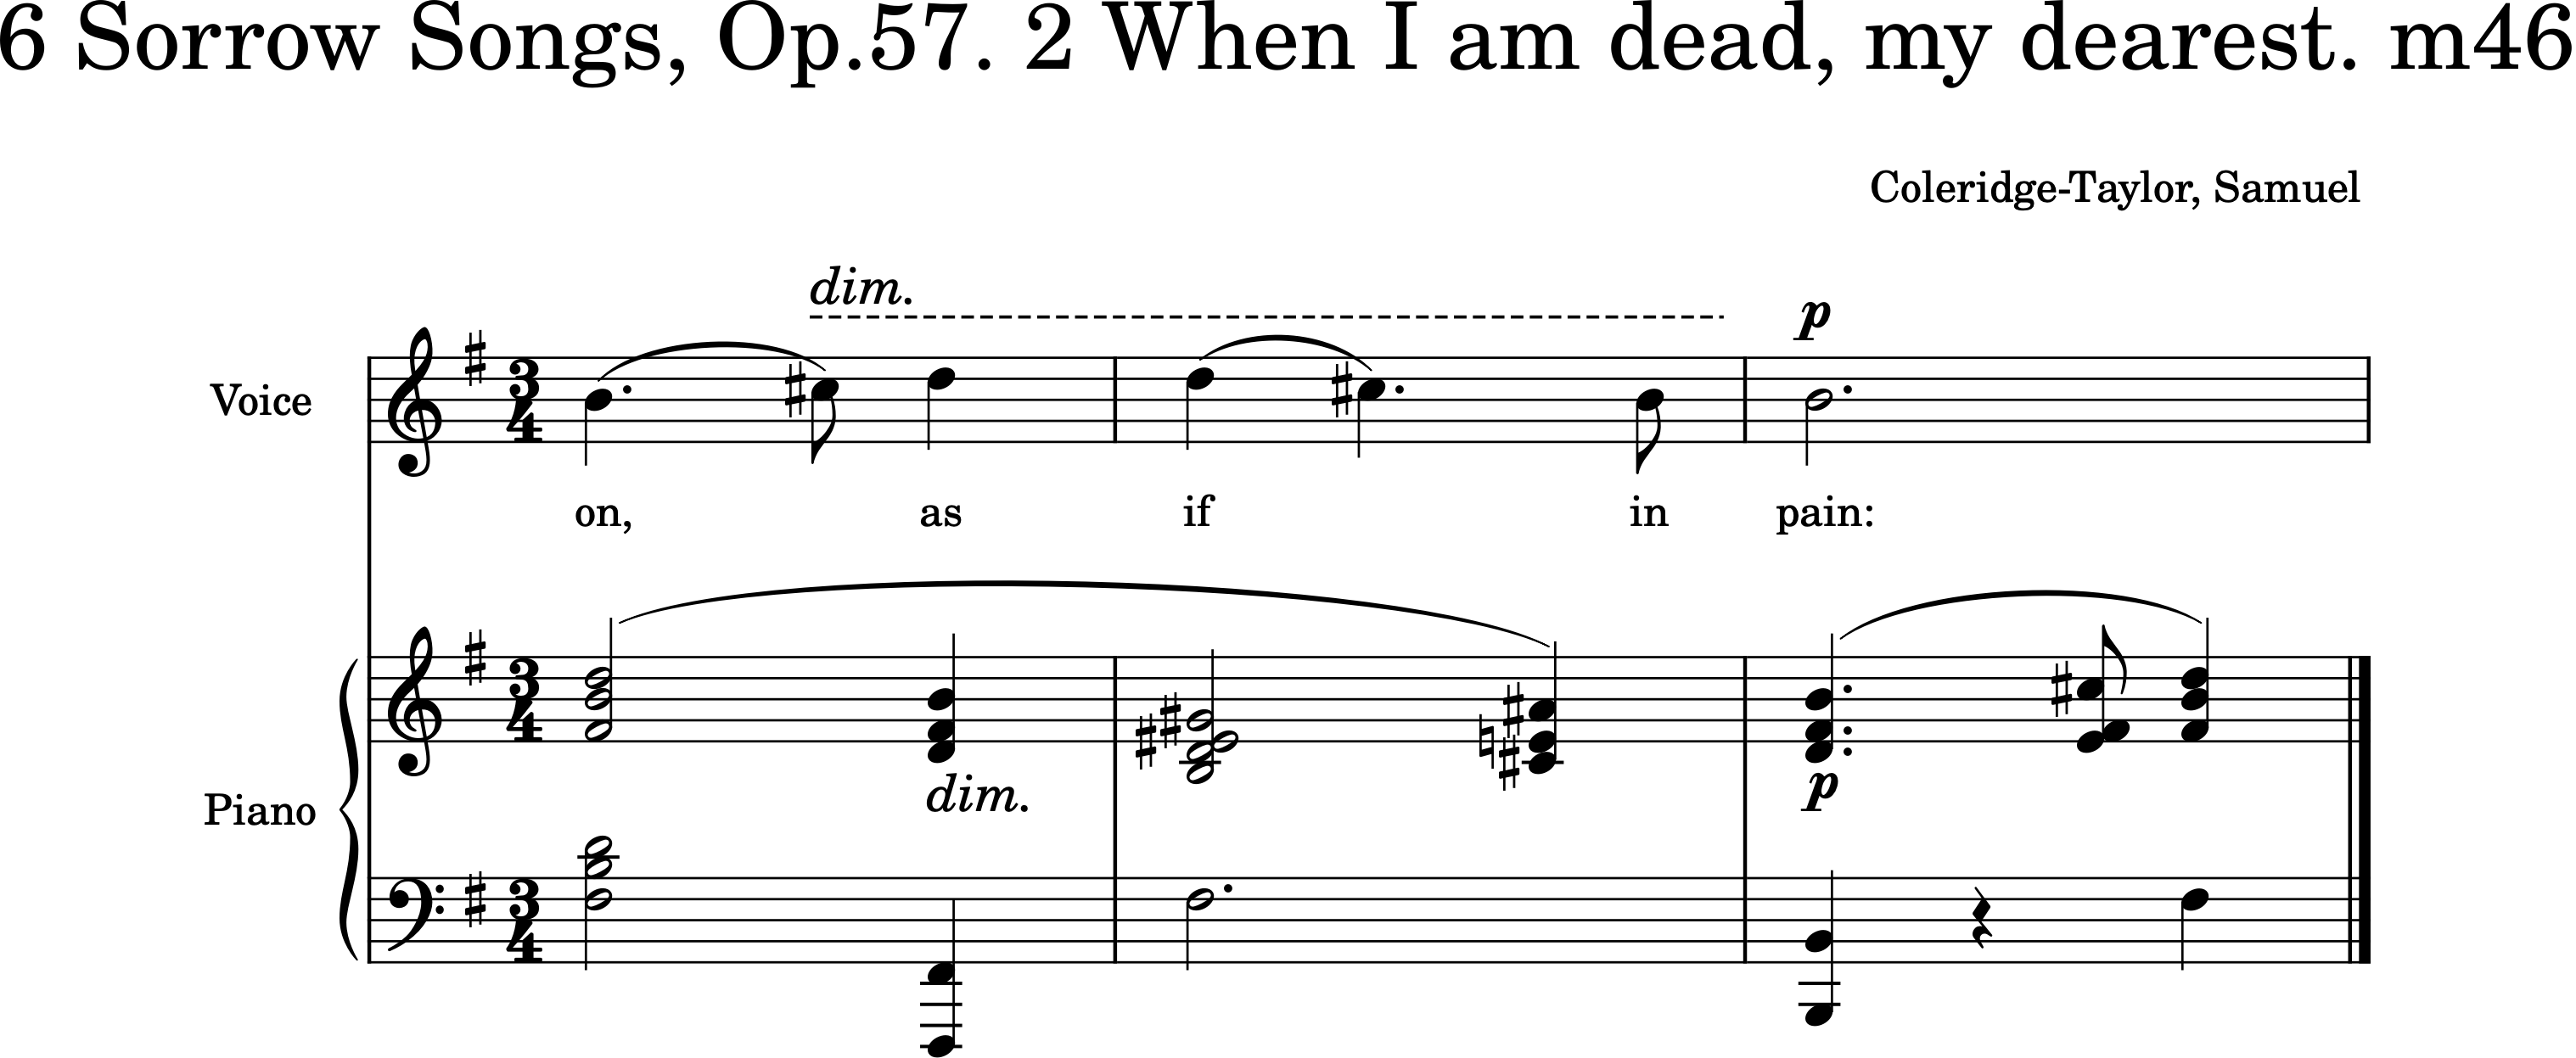 6 Sorrow Songs, Op.57. 2 When I am dead, my dearest. m46
Coleridge-Taylor, Samuel
dim.
p
Voice
on, as if in pain:
dim.
p
Piano